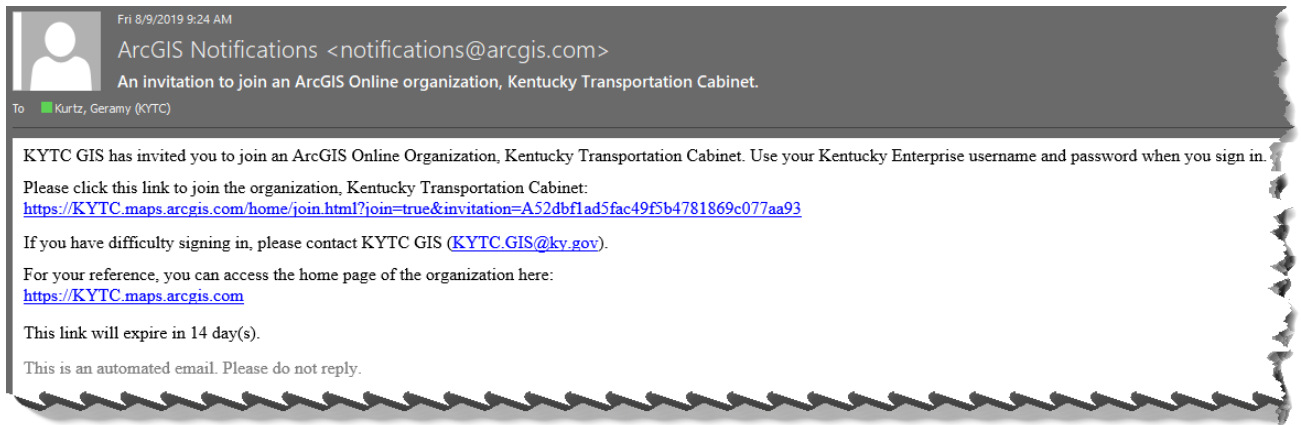 Fri 8/9/2019 9:24 AM
ArcGIS Notifications <notifications@arcgis.com>
An invitation to join an ArcGIS Online organization, Kentucky Transportation Cabinet.
To Kurtz, Geramy (KYTC)
KYTC GIS has invited you to join an ArcGIS Online Organization, Kentucky Transportation Cabinet. Use your Kentucky Enterprise username and password when you sign in.
Please click this link to join the organization, Kentucky Transportation Cabinet:
https://KYTC.maps.arcgis.com/home/join.html?join=true&invitation=A52dbf1ad5fac49f5b4781869c077aa93
If you have difficulty signing in, please contact KYTC GIS (KYTC.GIS@ky.gov).
For your reference, you can access the home page of the organization here:
https://KYTC.maps.arcgis.com
This link will expire in 14 day(s).
This is an automated email. Please do not reply.